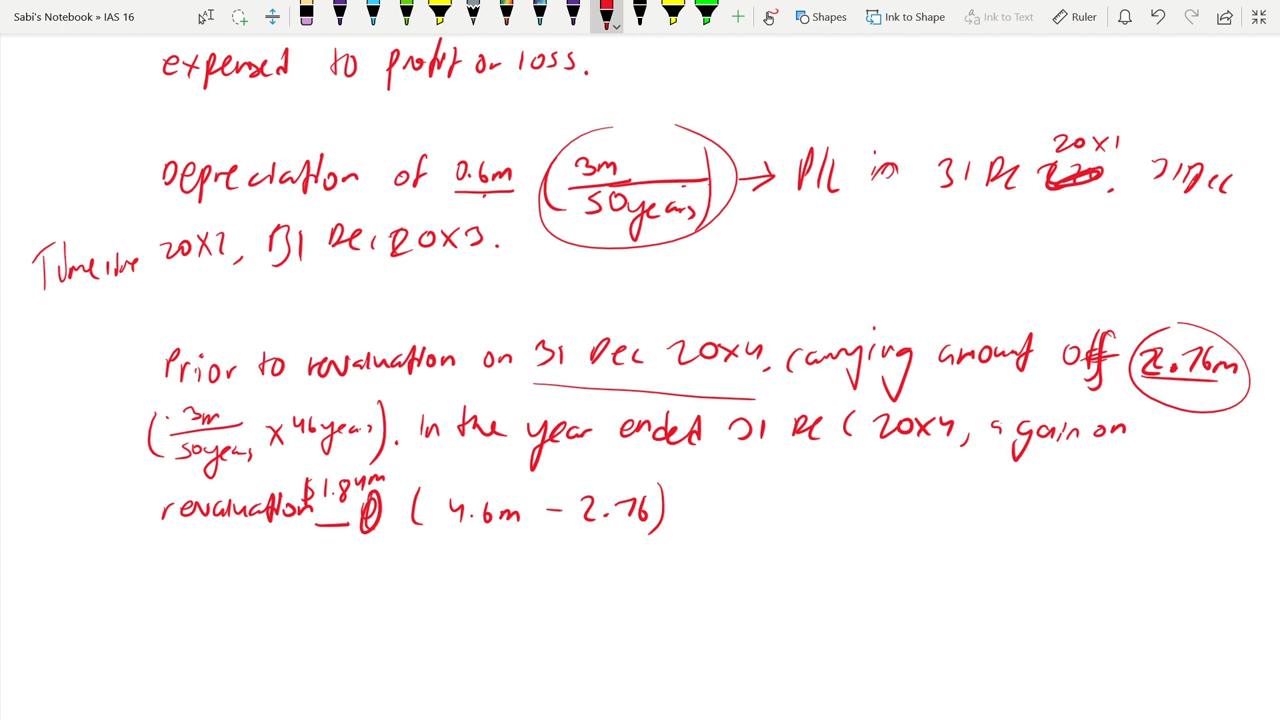 Sabi's Notebook » IAS 16
Shapes
Ink to Shape
Ink to Text
Ruler
expensed to profit or loss.
Depreciation of 0.6m (3m / 50years) → P/L in 31 Dec 20X1. 31 Dec
Timeline 20X2, 31 Dec 20X3.
Prior to revaluation on 31 Dec 20X4, carrying amount off 2.76m
(3m / 50years x 46years). In the year ended 31 Dec 20X4, a gain on
revaluation $1.84m (4.6m - 2.76)